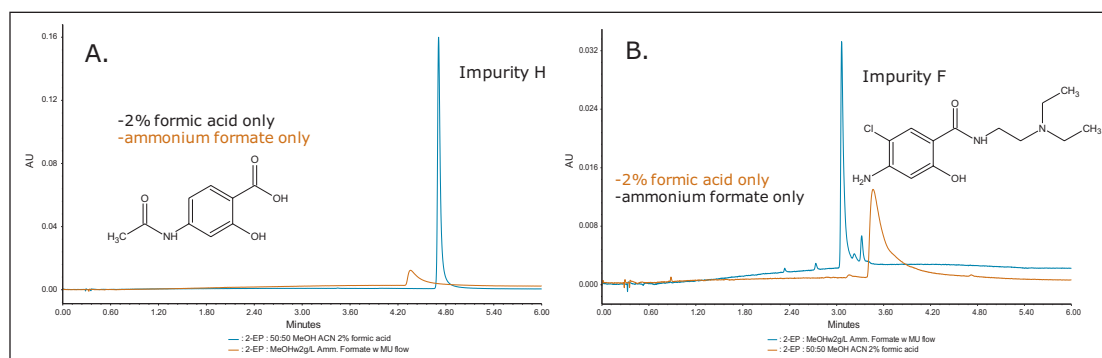 A.
Impurity H
-2% formic acid only
-ammonium formate only
AU
0.16
0.12
0.08
0.04
0.00
O
OH
O
H₃C
NH
OH
0.00
0.60
1.20
1.80
2.40
3.00
3.60
4.20
4.80
5.40
6.00
Minutes
— : 2-EP : 50:50 MeOH ACN 2% formic acid
— : 2-EP : MeOHw2g/L Amm. Formate w MU flow
B.
Impurity F
-2% formic acid only
-ammonium formate only
AU
0.032
0.024
0.016
0.008
0.000
CH₃
O
Cl
NH
N
CH₃
H₂N
OH
0.00
0.60
1.20
1.80
2.40
3.00
3.60
4.20
4.80
5.40
6.00
Minutes
— : 2-EP : MeOHw2g/L Amm. Formate w MU flow
— : 2-EP : 50:50 MeOH ACN 2% formic acid